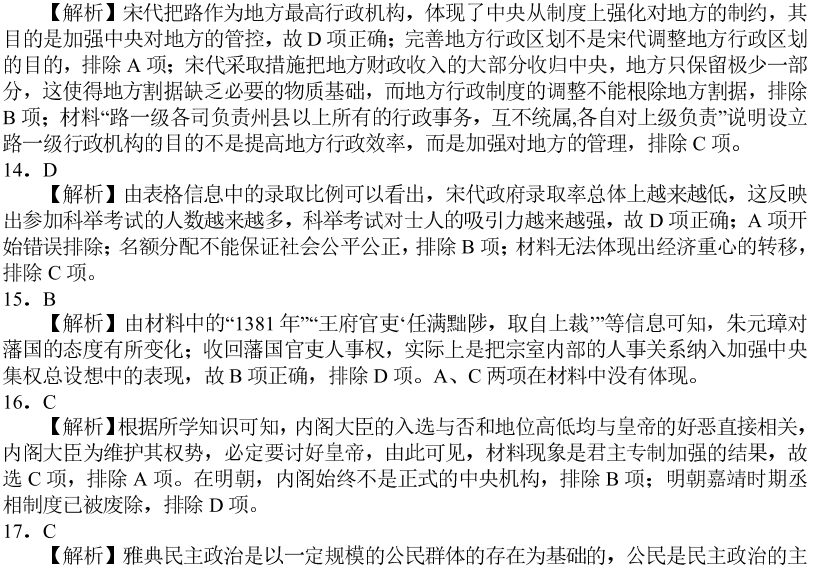 【解析】宋代把路作为地方最高行政机构，体现了中央从制度上强化对地方的制约，其
目的是加强中央对地方的管控，故 D 项正确；完善地方行政区划不是宋代调整地方行政区划
的目的，排除 A 项；宋代采取措施把地方财政收入的大部分收归中央，地方只保留极少一部
分，这使得地方割据缺乏必要的物质基础，而地方行政制度的调整不能根除地方割据，排除
B 项；材料“路一级各司负责州县以上所有的行政事务，互不统属,各自对上级负责”说明设立
路一级行政机构的目的不是提高地方行政效率，而是加强对地方的管理，排除 C 项。
14．D
【解析】由表格信息中的录取比例可以看出，宋代政府录取率总体上越来越低，这反映
出参加科举考试的人数越来越多，科举考试对士人的吸引力越来越强，故 D 项正确；A 项开
始错误排除；名额分配不能保证社会公平公正，排除 B 项；材料无法体现出经济重心的转移，
排除 C 项。
15．B
【解析】由材料中的“1381 年”“王府官吏‘任满黜陟，取自上裁’”等信息可知，朱元璋对
藩国的态度有所变化；收回藩国官吏人事权，实际上是把宗室内部的人事关系纳入加强中央
集权总设想中的表现，故 B 项正确，排除 D 项。A、C 两项在材料中没有体现。
16．C
【解析】根据所学知识可知，内阁大臣的入选与否和地位高低均与皇帝的好恶直接相关，
内阁大臣为维护其权势，必定要讨好皇帝，由此可见，材料现象是君主专制加强的结果，故
选 C 项，排除 A 项。在明朝，内阁始终不是正式的中央机构，排除 B 项；明朝嘉靖时期丞
相制度已被废除，排除 D 项。
17．C
【解析】雅典民主政治是以一定规模的公民群体的存在为基础的，公民是民主政治的主